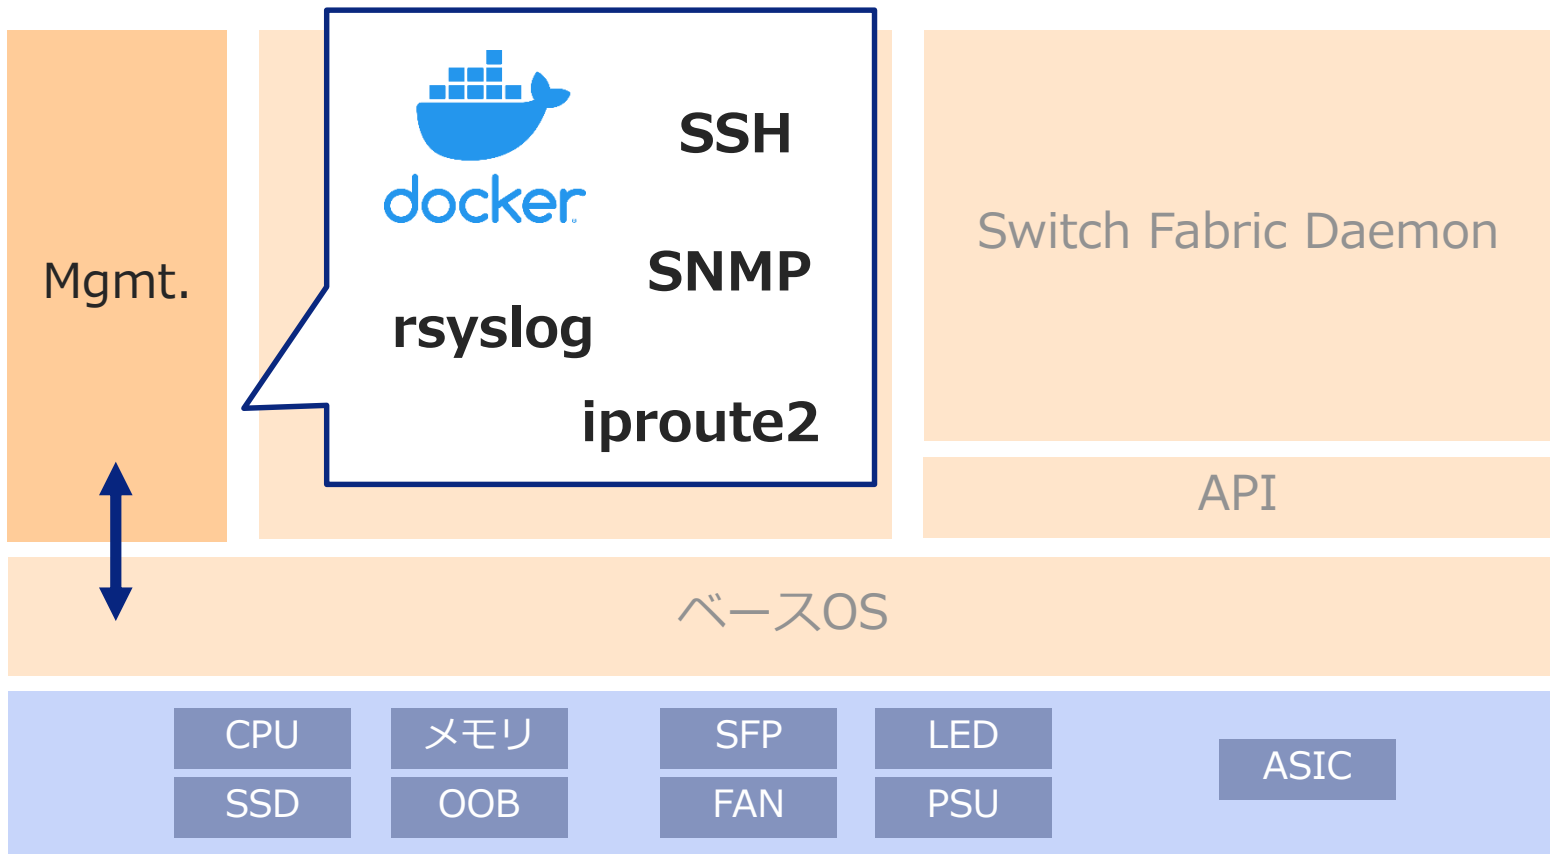 Mgmt.
docker
SSH
SNMP
rsyslog
iproute2
Switch Fabric Daemon
API
ベースOS
CPU
メモリ
SFP
LED
ASIC
SSD
OOB
FAN
PSU